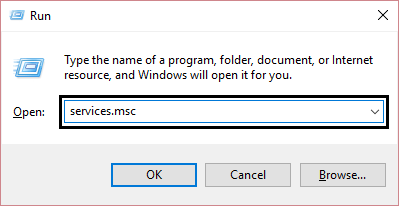 Run
Type the name of a program, folder, document, or Internet
resource, and Windows will open it for you.
Open: services.msc
OK Cancel Browse...